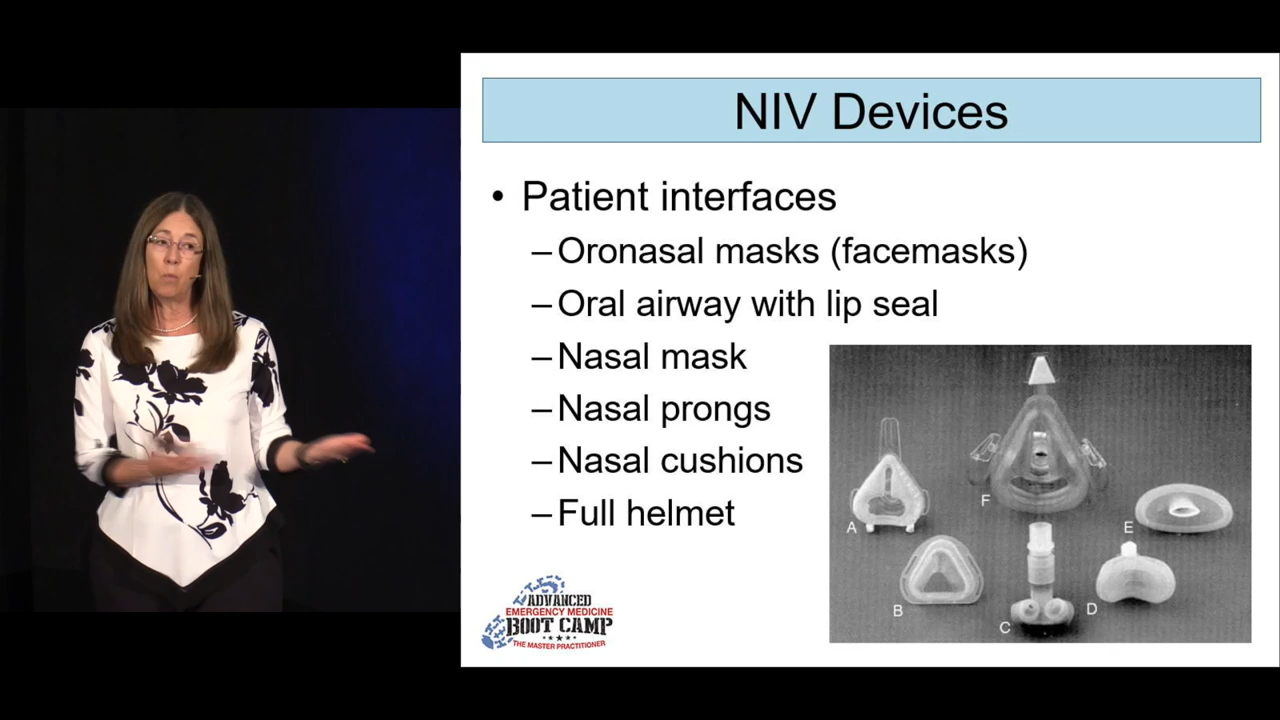 NIV Devices
• Patient interfaces
–Oronasal masks (facemasks)
–Oral airway with lip seal
–Nasal mask
–Nasal prongs
–Nasal cushions
–Full helmet
A
B
C
D
E
F
ADVANCED
EMERGENCY MEDICINE
BOOT CAMP
THE MASTER PRACTITIONER